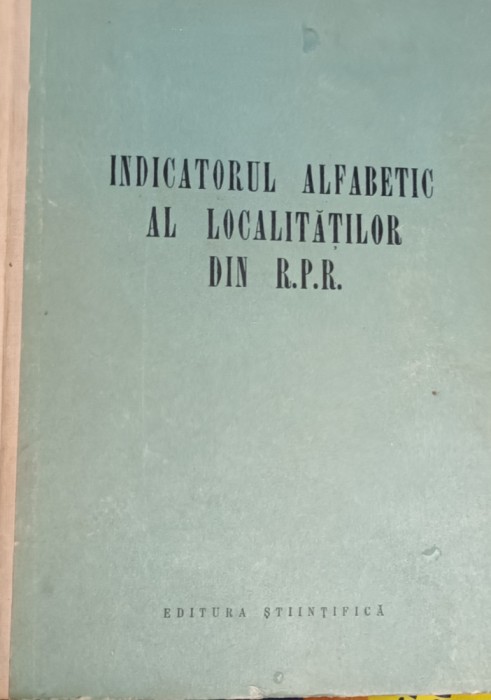 INDICATORUL ALFABETIC
AL LOCALITĂȚILOR
DIN R.P.R.
EDITURA ȘTIINȚIFICĂ